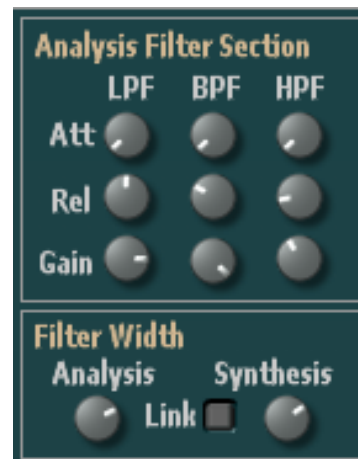 Analysis Filter Section
LPF BPF HPF
Att
Rel
Gain
Filter Width
Analysis Synthesis
Link